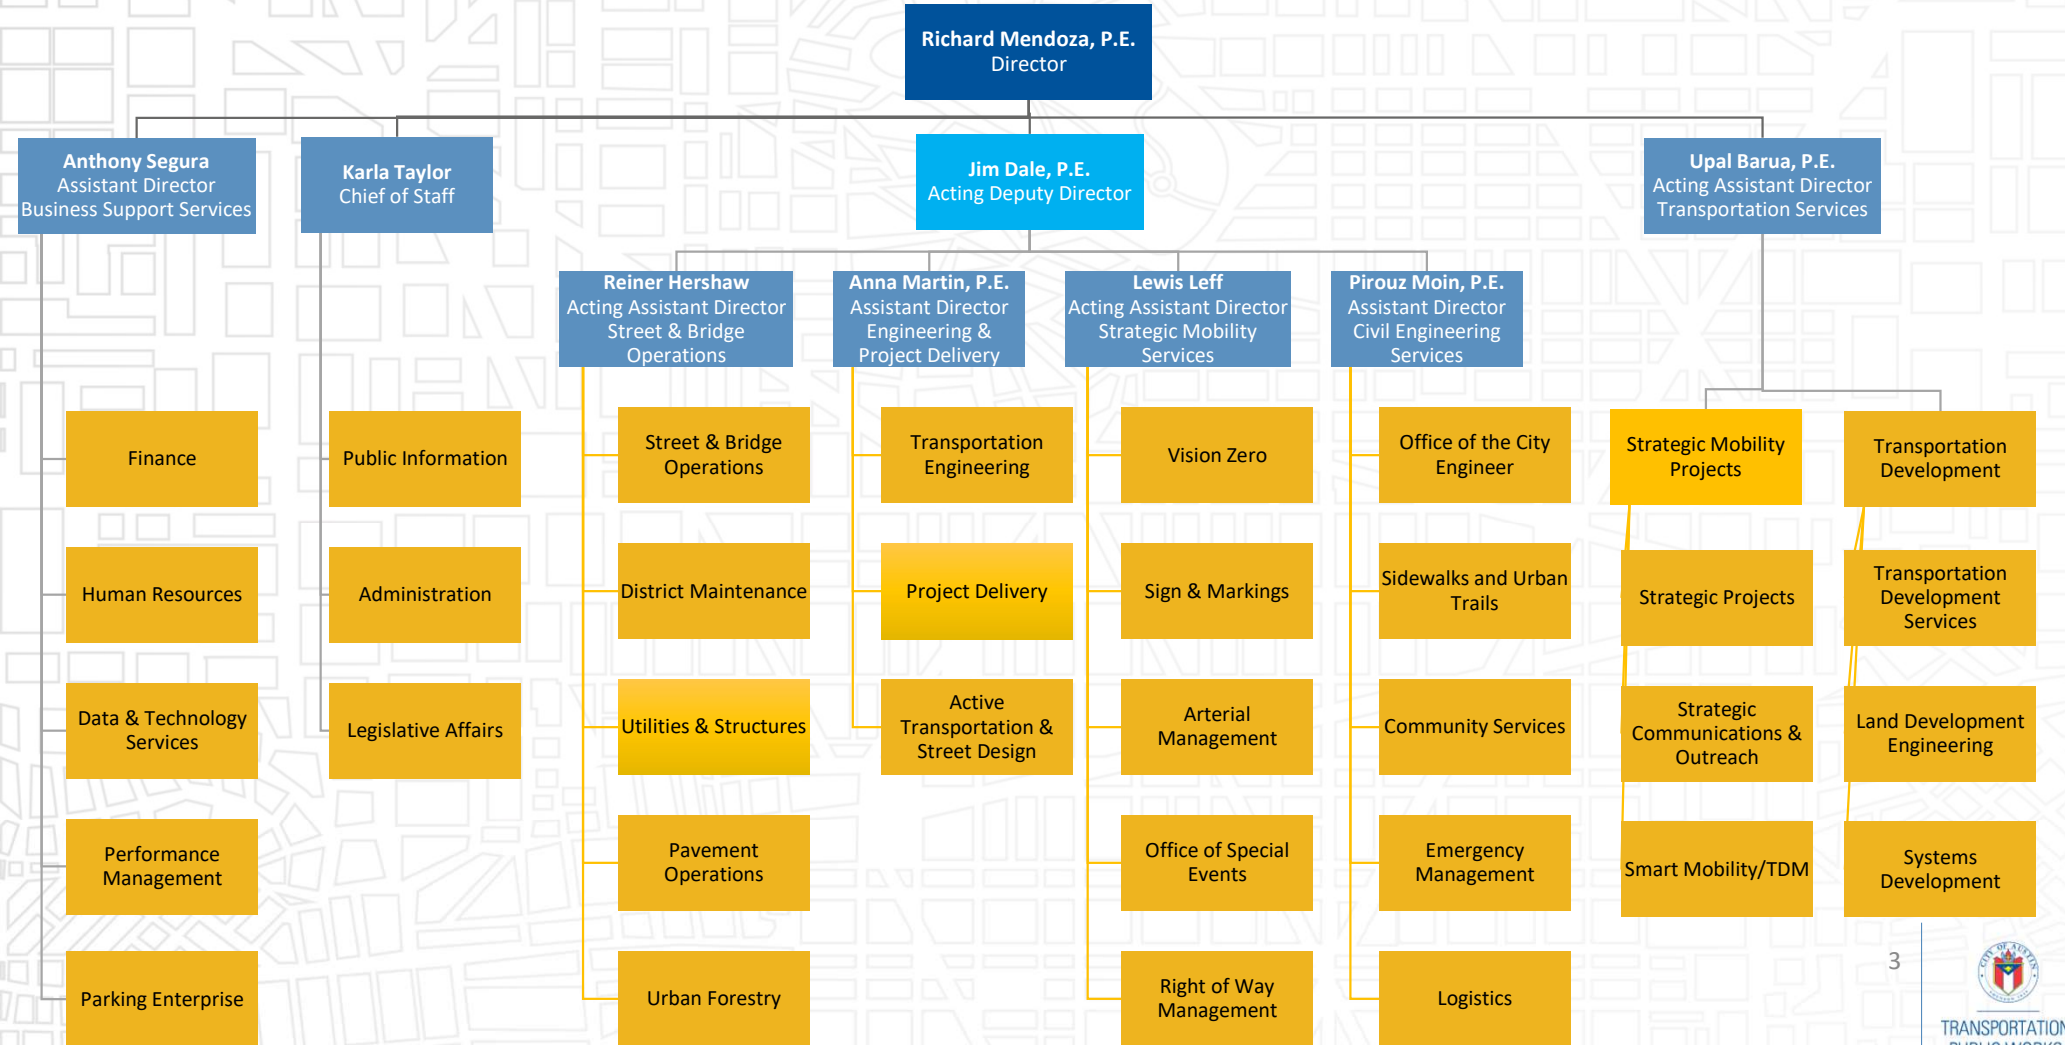 Richard Mendoza, P.E.
Director
Anthony Segura
Assistant Director
Business Support Services
Karla Taylor
Chief of Staff
Jim Dale, P.E.
Acting Deputy Director
Upal Barua, P.E.
Acting Assistant Director
Transportation Services
Reiner Hershaw
Acting Assistant Director
Street & Bridge
Operations
Anna Martin, P.E.
Assistant Director
Engineering &
Project Delivery
Lewis Leff
Acting Assistant Director
Strategic Mobility
Services
Pirouz Moin, P.E.
Assistant Director
Civil Engineering
Services
Finance
Human Resources
Data & Technology
Services
Performance
Management
Parking Enterprise
Public Information
Administration
Legislative Affairs
Street & Bridge
Operations
District Maintenance
Utilities & Structures
Pavement
Operations
Urban Forestry
Transportation
Engineering
Project Delivery
Active
Transportation &
Street Design
Vision Zero
Sign & Markings
Arterial
Management
Office of Special
Events
Right of Way
Management
Office of the City
Engineer
Sidewalks and Urban
Trails
Community Services
Emergency
Management
Logistics
Strategic Mobility
Projects
Strategic Projects
Strategic
Communications &
Outreach
Smart Mobility/TDM
Transportation
Development
Transportation
Development
Services
Land Development
Engineering
Systems
Development
3
CITY OF AUSTIN
TRANSPORTATION
PUBLIC WORKS